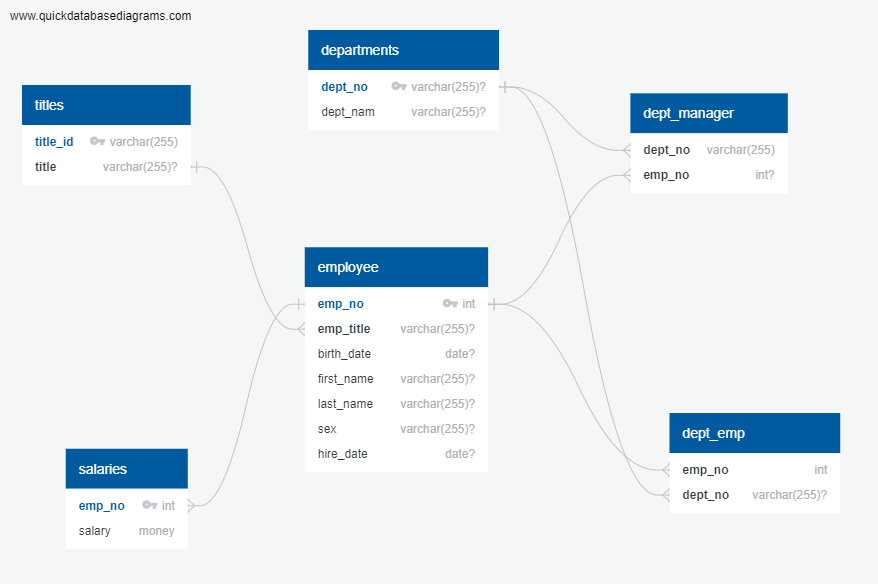 www.quickdatabasediagrams.com
departments
dept_no varchar(255)?
dept_nam varchar(255)?
titles
title_id varchar(255)
title varchar(255)?
dept_manager
dept_no varchar(255)
emp_no int?
employee
emp_no int
emp_title varchar(255)?
birth_date date?
first_name varchar(255)?
last_name varchar(255)?
sex varchar(255)?
hire_date date?
salaries
emp_no int
salary money
dept_emp
emp_no int
dept_no varchar(255)?